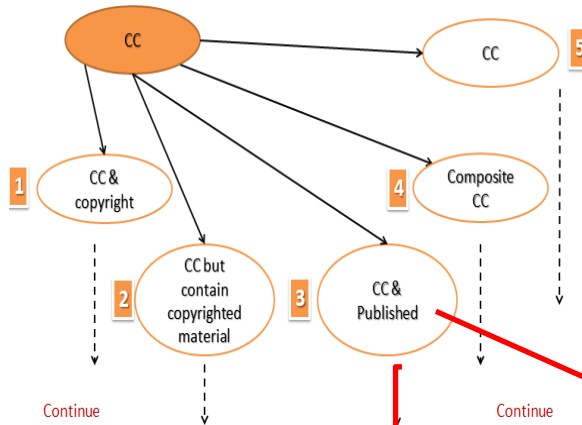 CC
CC
5
1
CC &
copyright
4
Composite
CC
2
CC but
contain
copyrighted
material
3
CC &
Published
Continue
Continue